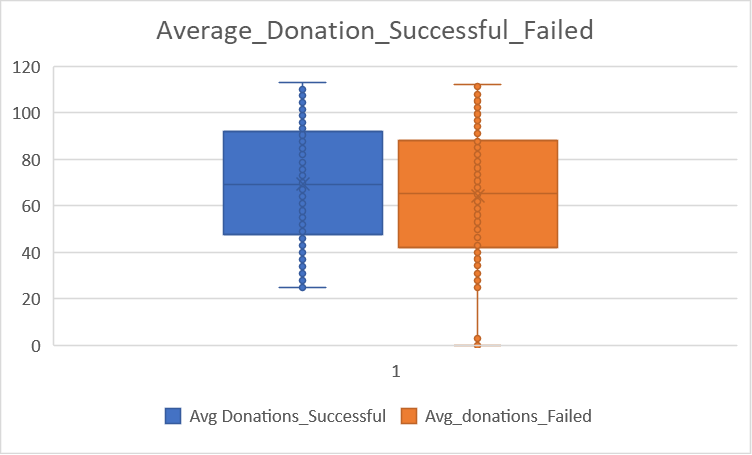 Average_Donation_Successful_Failed
120
100
80
60
40
20
0
1
Avg Donations_Successful
Avg_donations_Failed